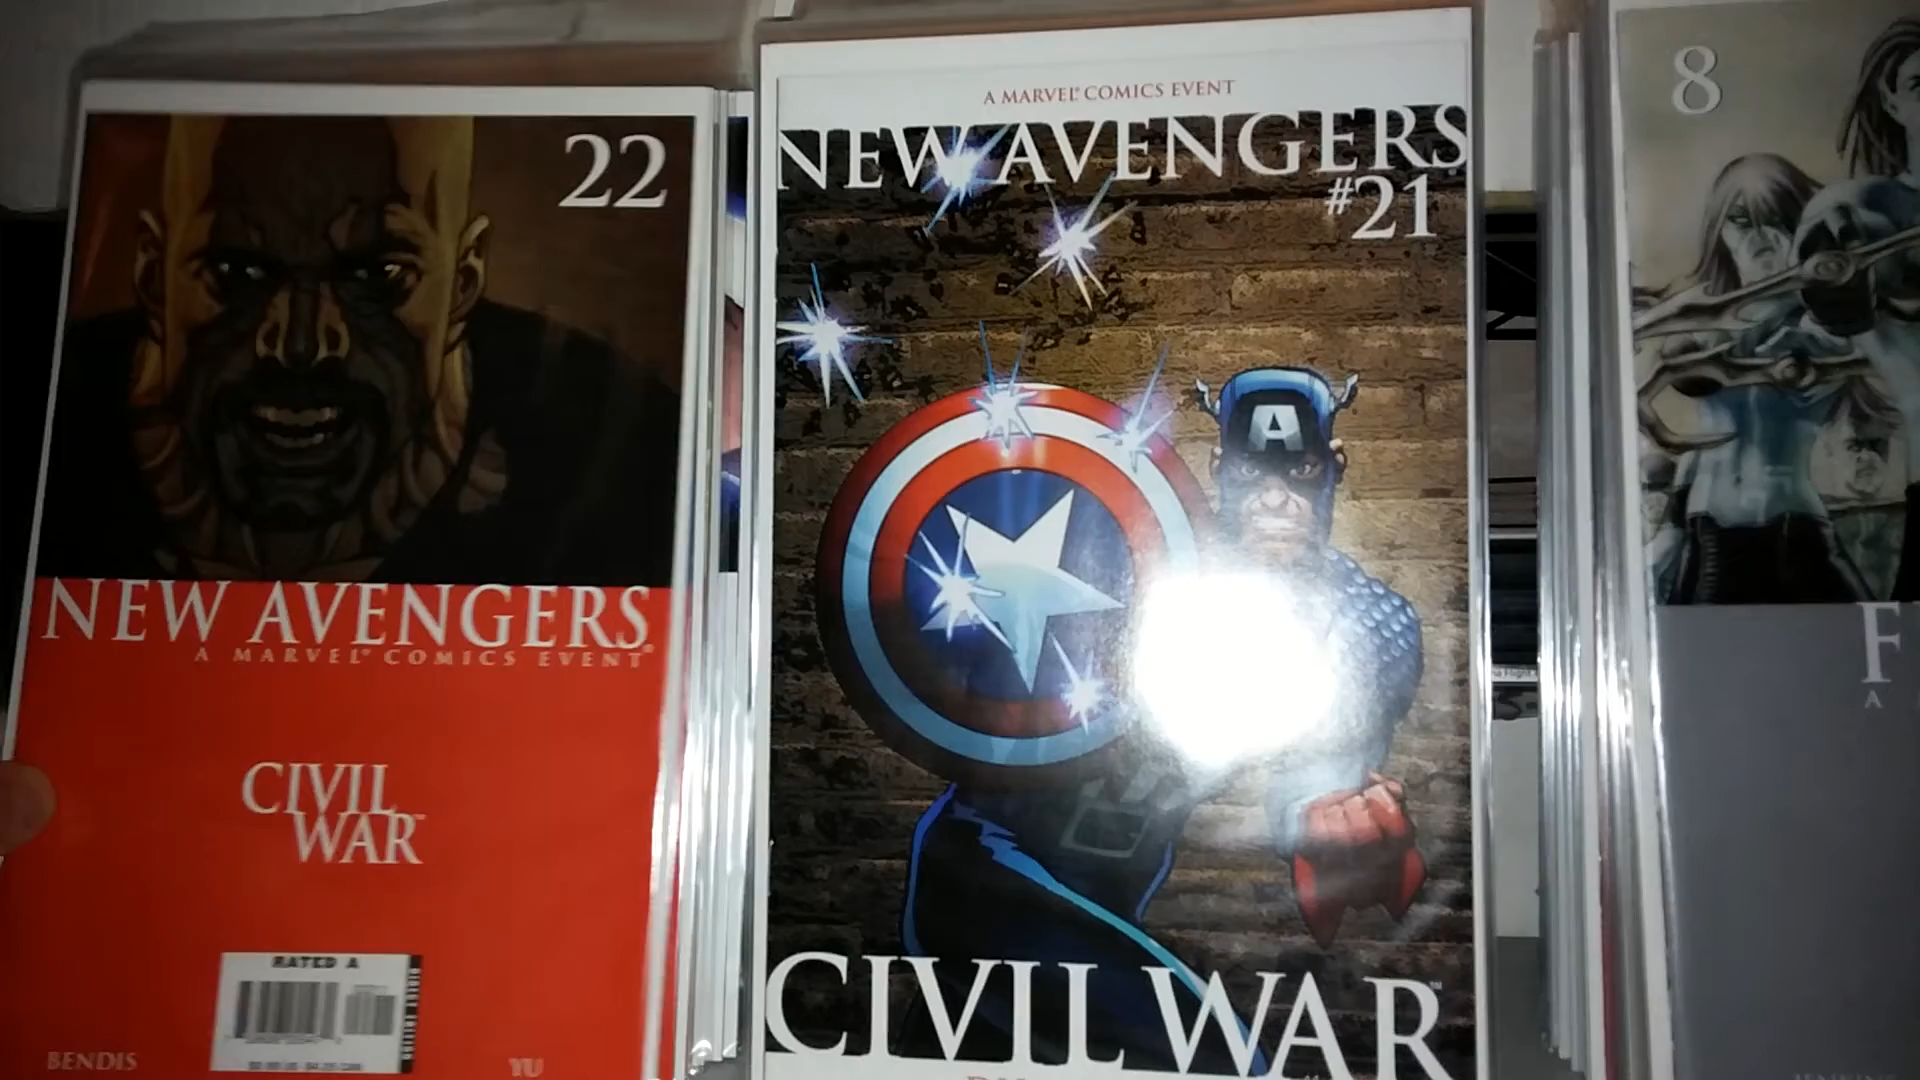 22
NEW AVENGERS
A MARVEL COMICS EVENT
CIVIL
WAR
RATED A
BENDIS YU
A MARVEL COMICS EVENT
NEW AVENGERS
#21
A
CIVIL WAR
8
F
A